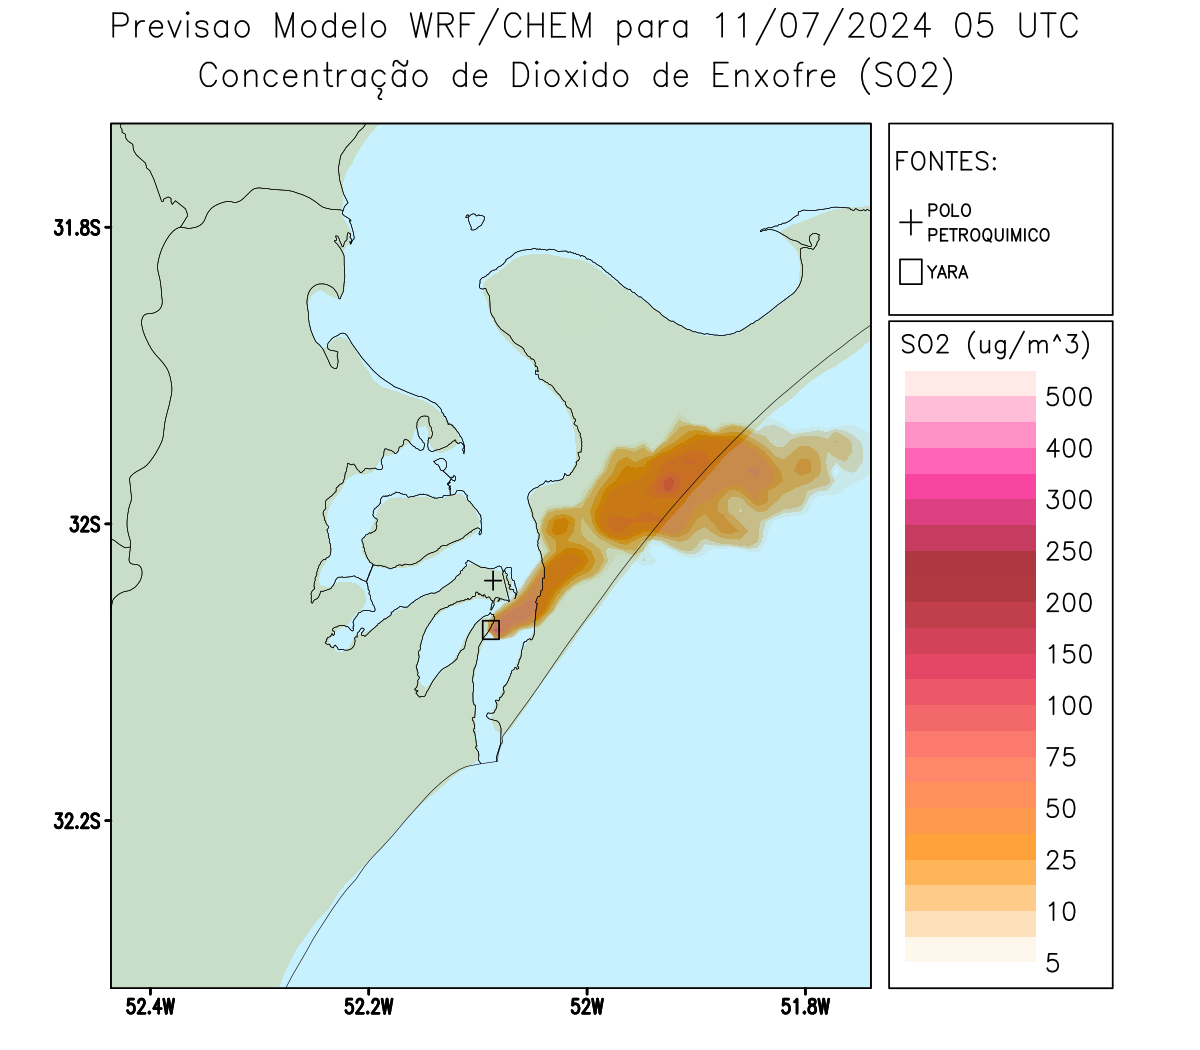 Previsao Modelo WRF/CHEM para 11/07/2024 05 UTC
Concentração de Dioxido de Enxofre (SO2)
31.8S
32S
32.2S
52.4W
52.2W
52W
51.8W
FONTES:
POLO
PETROQUIMICO
YARA
SO2 (ug/m^3)
500
400
300
250
200
150
100
75
50
25
10
5